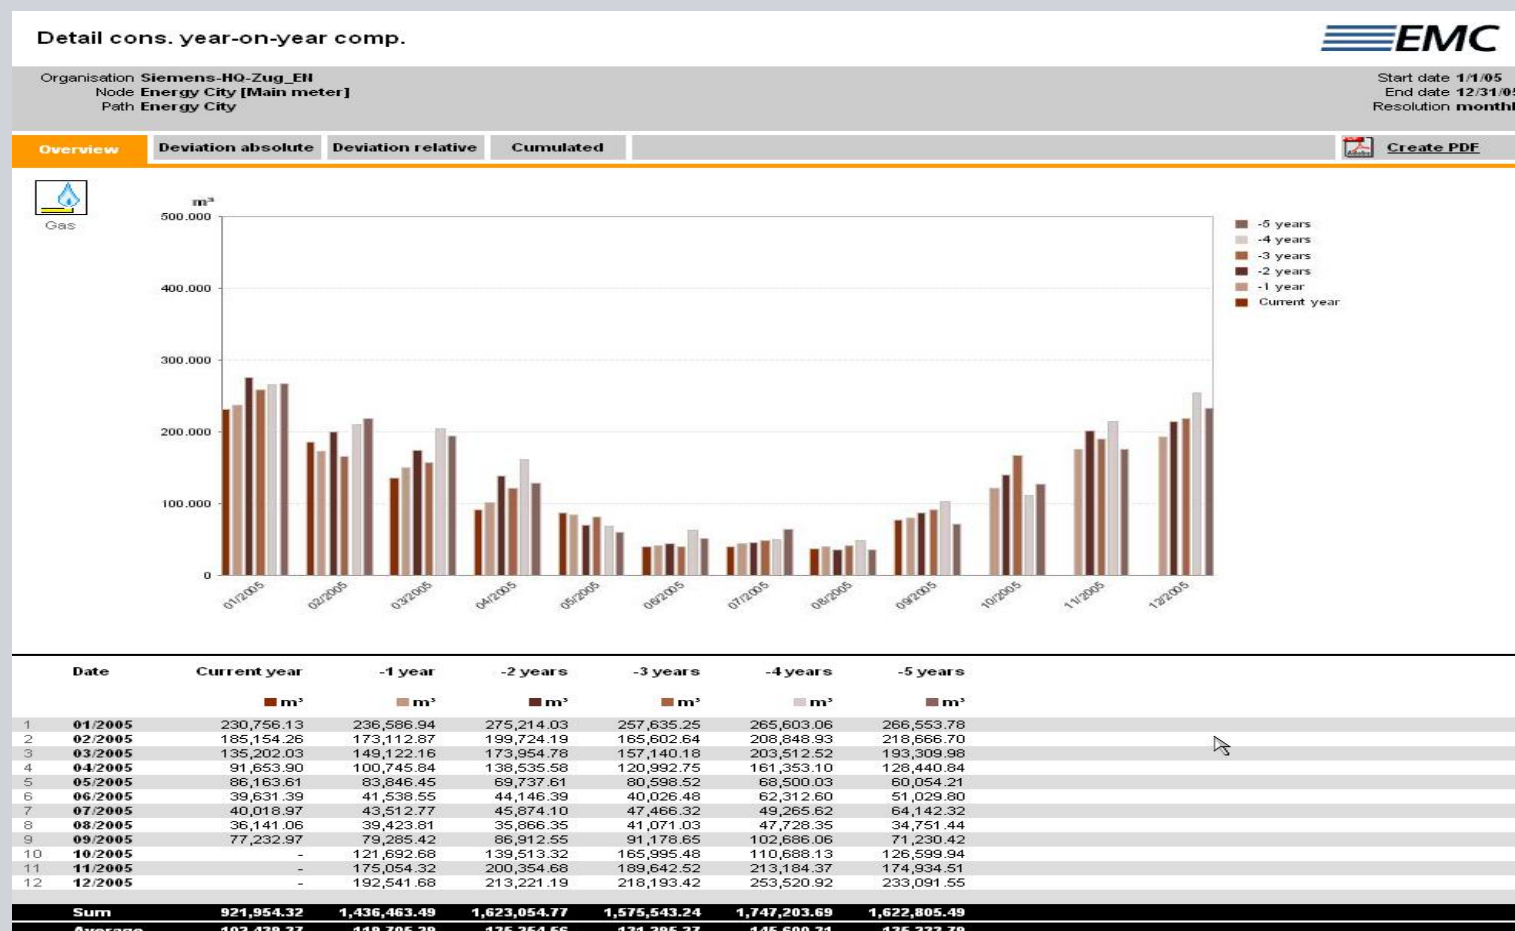 Detail cons. year-on-year comp.
EMC
Organisation Siemens-HQ-Zug_EN
Node Energy City [Main meter]
Path Energy City
Start date 1/1/05
End date 12/31/05
Resolution monthl
Overview Deviation absolute Deviation relative Cumulated Create PDF
Gas
m³
500.000
400.000
300.000
200.000
100.000
0
-5 years
-4 years
-3 years
-2 years
-1 year
Current year
01/2005 02/2005 03/2005 04/2005 05/2005 06/2005 07/2005 08/2005 09/2005 10/2005 11/2005 12/2005
Date Current year -1 year -2 years -3 years -4 years -5 years
m³ m³ m³ m³ m³ m³
1 01/2005 230,756.13 236,586.94 275,214.03 257,635.25 265,603.06 266,553.78
2 02/2005 185,154.26 173,112.87 199,724.19 165,602.64 208,848.93 218,666.70
3 03/2005 135,202.03 149,122.16 173,954.78 157,140.18 203,512.52 193,309.98
4 04/2005 91,653.90 100,745.84 138,535.58 120,992.75 161,353.10 128,440.84
5 05/2005 86,163.61 83,846.45 69,737.61 80,598.52 68,500.03 60,054.21
6 06/2005 39,631.39 41,538.55 44,146.39 40,026.48 62,312.60 51,029.80
7 07/2005 40,018.97 43,512.77 45,874.10 47,466.32 49,265.62 64,142.32
8 08/2005 36,141.06 39,423.81 35,866.35 41,071.03 47,728.35 34,751.44
9 09/2005 77,232.97 79,285.42 86,912.55 91,178.65 102,686.06 71,230.42
10 10/2005 - 121,692.68 139,513.32 165,995.48 110,688.13 126,599.94
11 11/2005 - 175,054.32 200,354.68 189,642.52 213,184.37 174,934.51
12 12/2005 - 192,541.68 213,221.19 218,193.42 253,520.92 233,091.55
Sum 921,954.32 1,436,463.49 1,623,054.77 1,575,543.24 1,747,203.69 1,622,805.49
Average